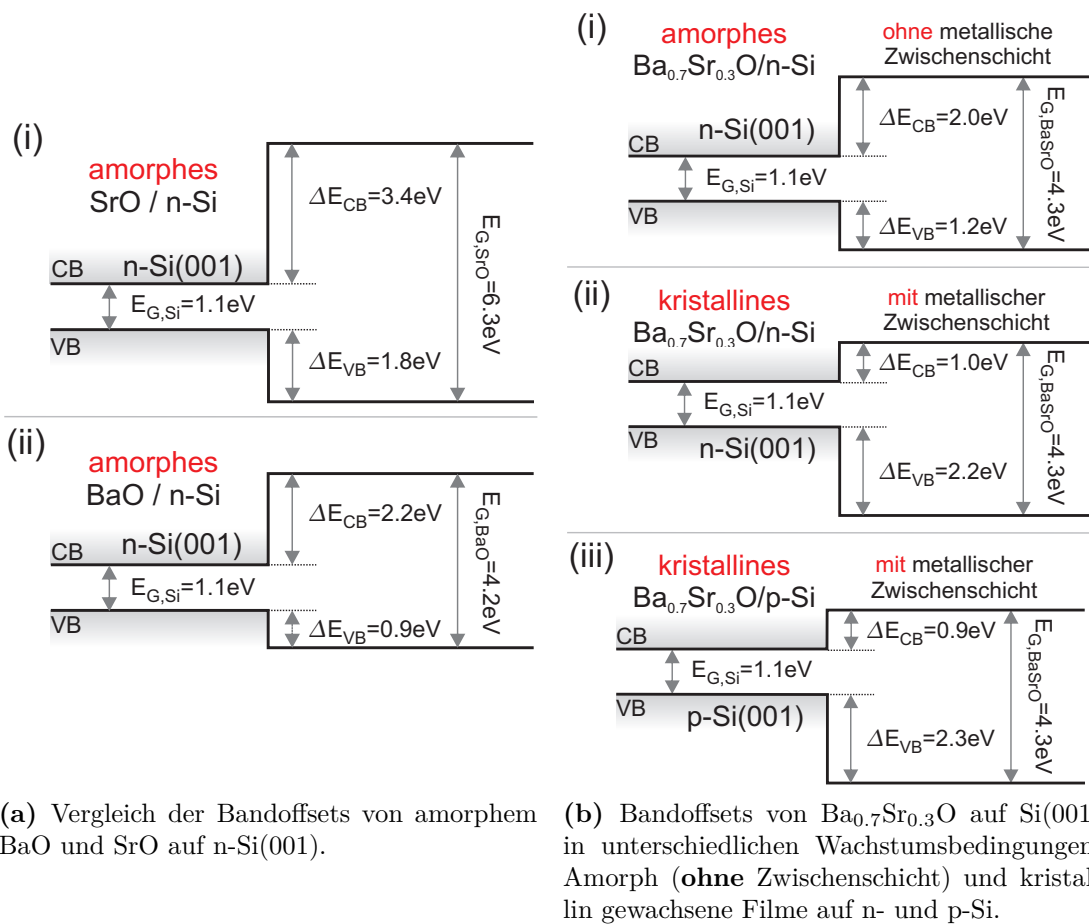 (i)
amorphes
SrO / n-Si
CB
n-Si(001)
E_G,Si=1.1eV
VB
ΔE_CB=3.4eV
ΔE_VB=1.8eV
E_G,SrO=6.3eV
(ii)
amorphes
BaO / n-Si
CB
n-Si(001)
E_G,Si=1.1eV
VB
ΔE_CB=2.2eV
ΔE_VB=0.9eV
E_G,BaO=4.2eV
(a) Vergleich der Bandoffsets von amorphem
BaO und SrO auf n-Si(001).
(i)
amorphes
Ba0.7Sr0.3O/n-Si
ohne metallische
Zwischenschicht
CB
n-Si(001)
E_G,Si=1.1eV
VB
ΔE_CB=2.0eV
ΔE_VB=1.2eV
E_G,BaSrO=4.3eV
(ii)
kristallines
Ba0.7Sr0.3O/n-Si
mit metallischer
Zwischenschicht
CB
E_G,Si=1.1eV
VB
n-Si(001)
ΔE_CB=1.0eV
ΔE_VB=2.2eV
E_G,BaSrO=4.3eV
(iii)
kristallines
Ba0.7Sr0.3O/p-Si
mit metallischer
Zwischenschicht
CB
E_G,Si=1.1eV
VB
p-Si(001)
ΔE_CB=0.9eV
ΔE_VB=2.3eV
E_G,BaSrO=4.3eV
(b) Bandoffsets von Ba0.7Sr0.3O auf Si(001
in unterschiedlichen Wachstumsbedingungen
Amorph (ohne Zwischenschicht) und kristal
lin gewachsene Filme auf n- und p-Si.